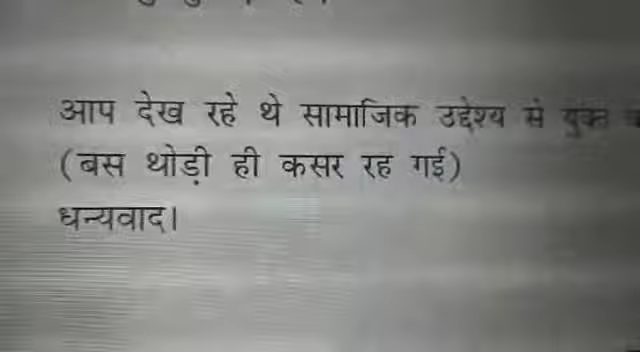 आप देख रहे थे सामाजिक उद्देश्य से युक्त
(बस थोड़ी ही कसर रह गई)
धन्यवाद।